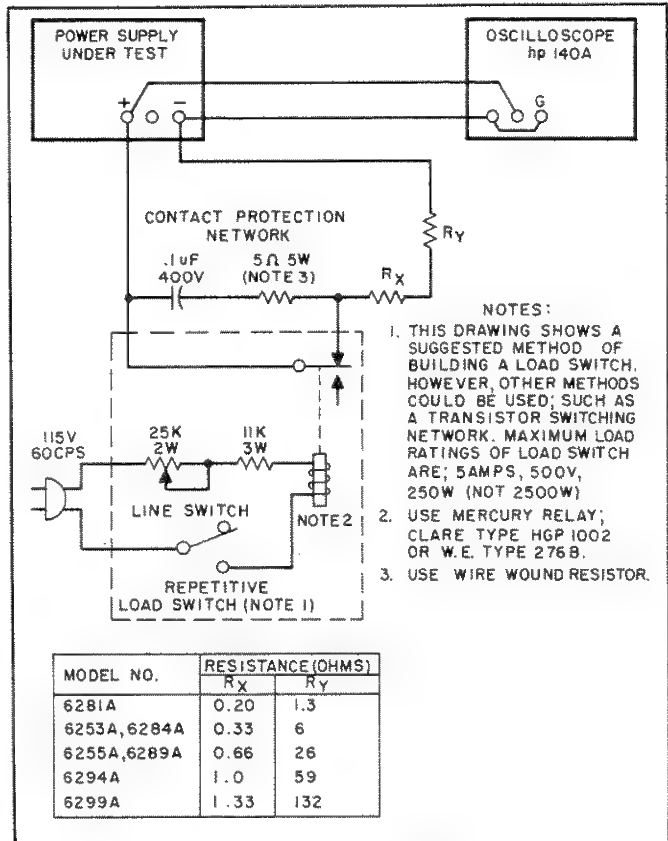 POWER SUPPLY
UNDER TEST
+
−
OSCILLOSCOPE
hp 140A
G
CONTACT PROTECTION
NETWORK
.1uF
400V
5Ω 5W
(NOTE 3)
RX
RY
115V
60CPS
25K
2W
11K
3W
LINE SWITCH
NOTE 2
REPETITIVE
LOAD SWITCH (NOTE 1)
NOTES:
1. THIS DRAWING SHOWS A
SUGGESTED METHOD OF
BUILDING A LOAD SWITCH.
HOWEVER, OTHER METHODS
COULD BE USED; SUCH AS
A TRANSISTOR SWITCHING
NETWORK. MAXIMUM LOAD
RATINGS OF LOAD SWITCH
ARE; 5AMPS, 500V,
250W (NOT 2500W)
2. USE MERCURY RELAY;
CLARE TYPE HGP 1002
OR W.E. TYPE 276B.
3. USE WIRE WOUND RESISTOR.
MODEL NO. RESISTANCE (OHMS)
RX RY
6281A 0.20 1.3
6253A, 6284A 0.33 6
6255A, 6289A 0.66 26
6294A 1.0 59
6299A 1.33 132